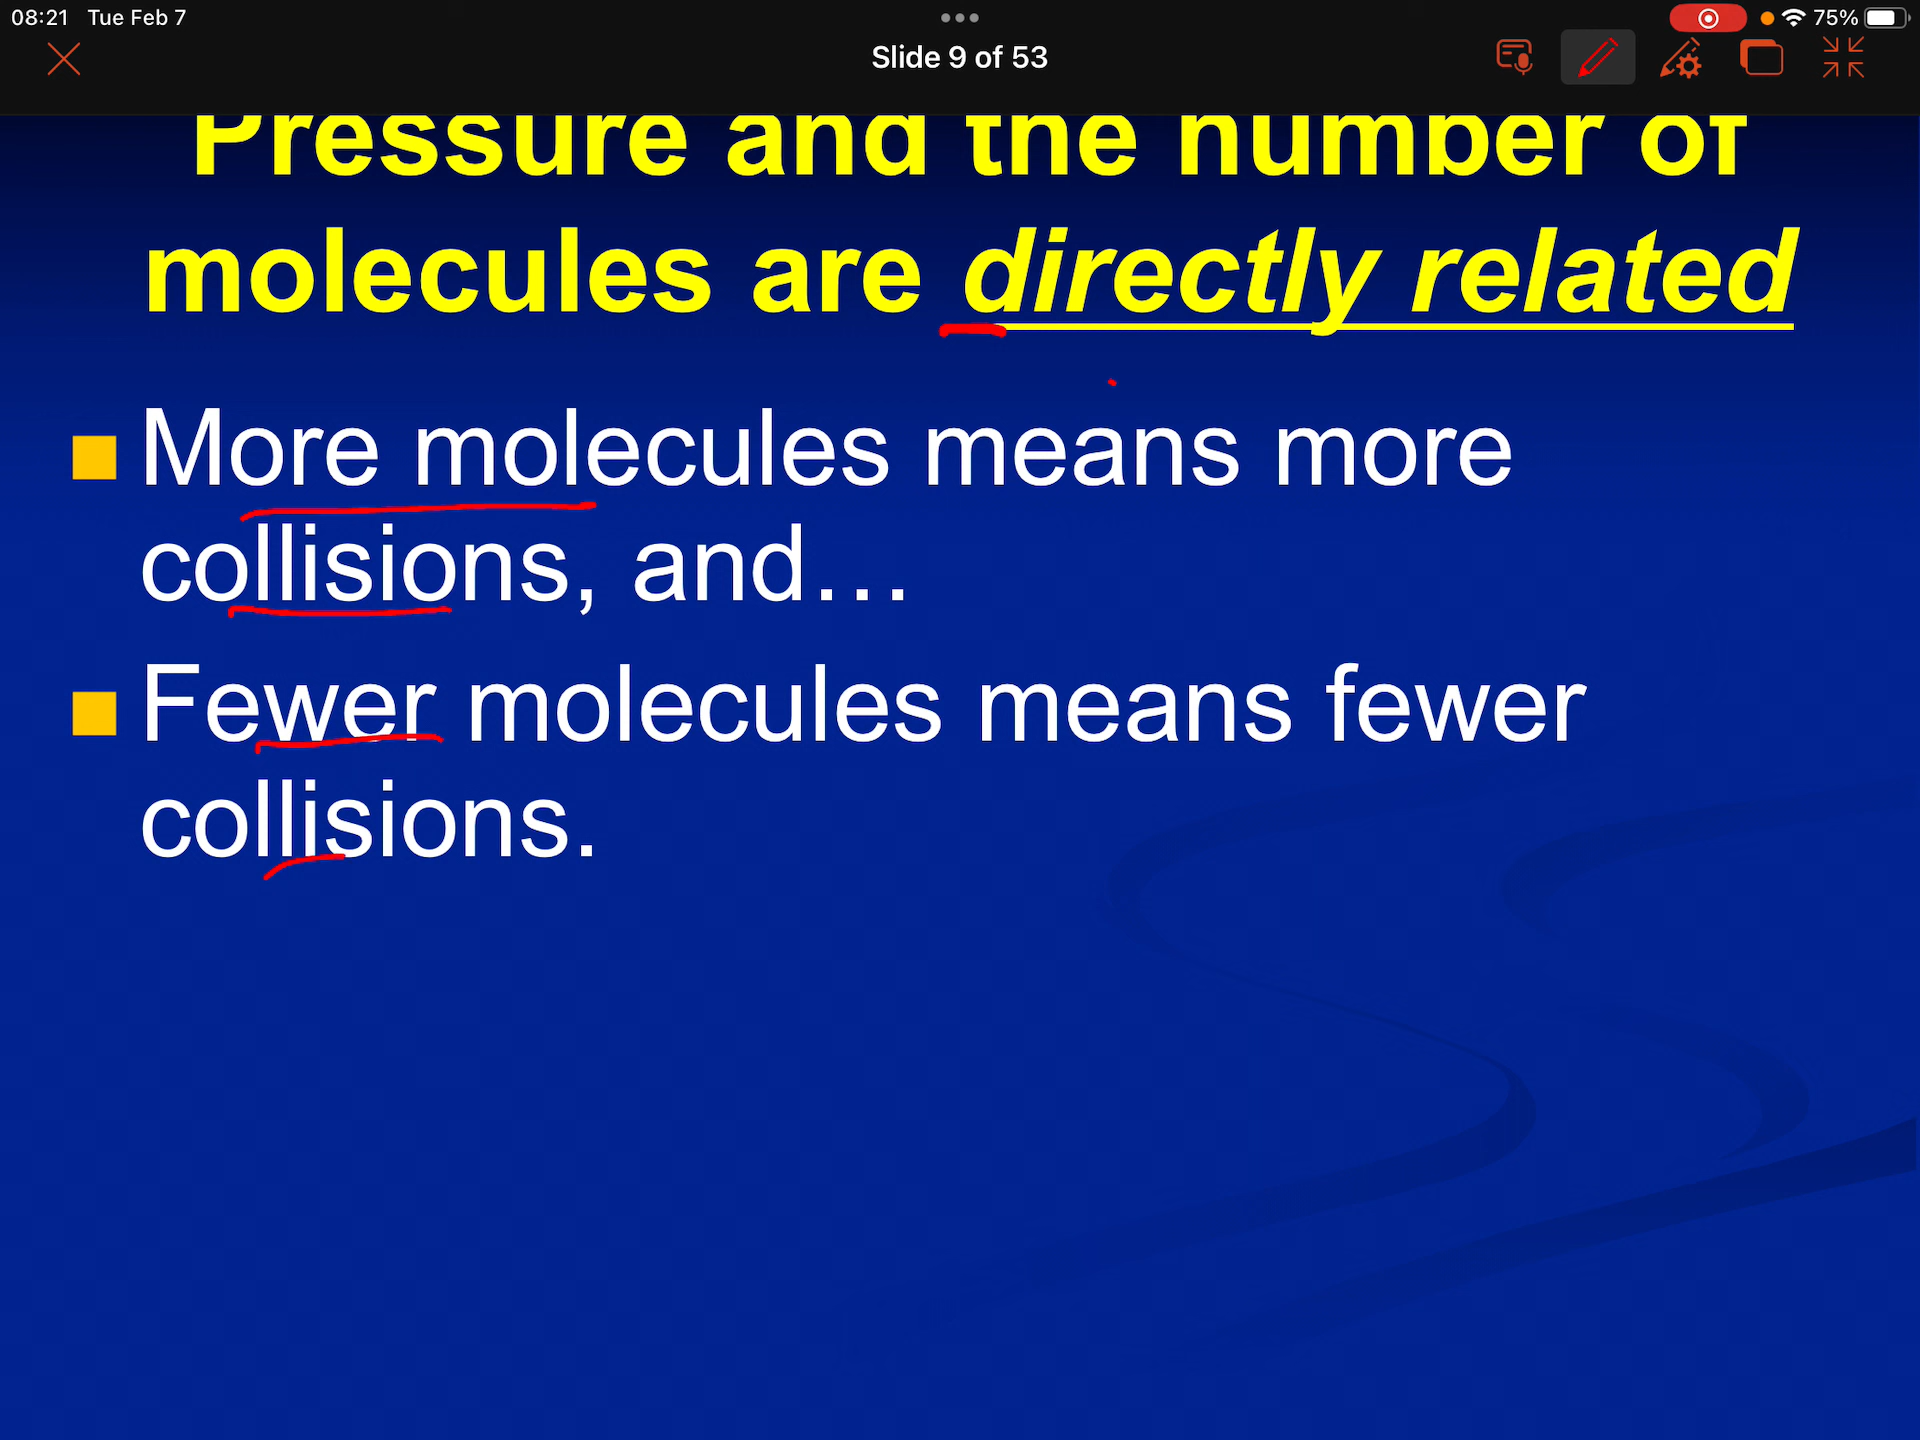 08:21 Tue Feb 7
75%
Slide 9 of 53
Pressure and the number of
molecules are directly related
More molecules means more
collisions, and…
Fewer molecules means fewer
collisions.